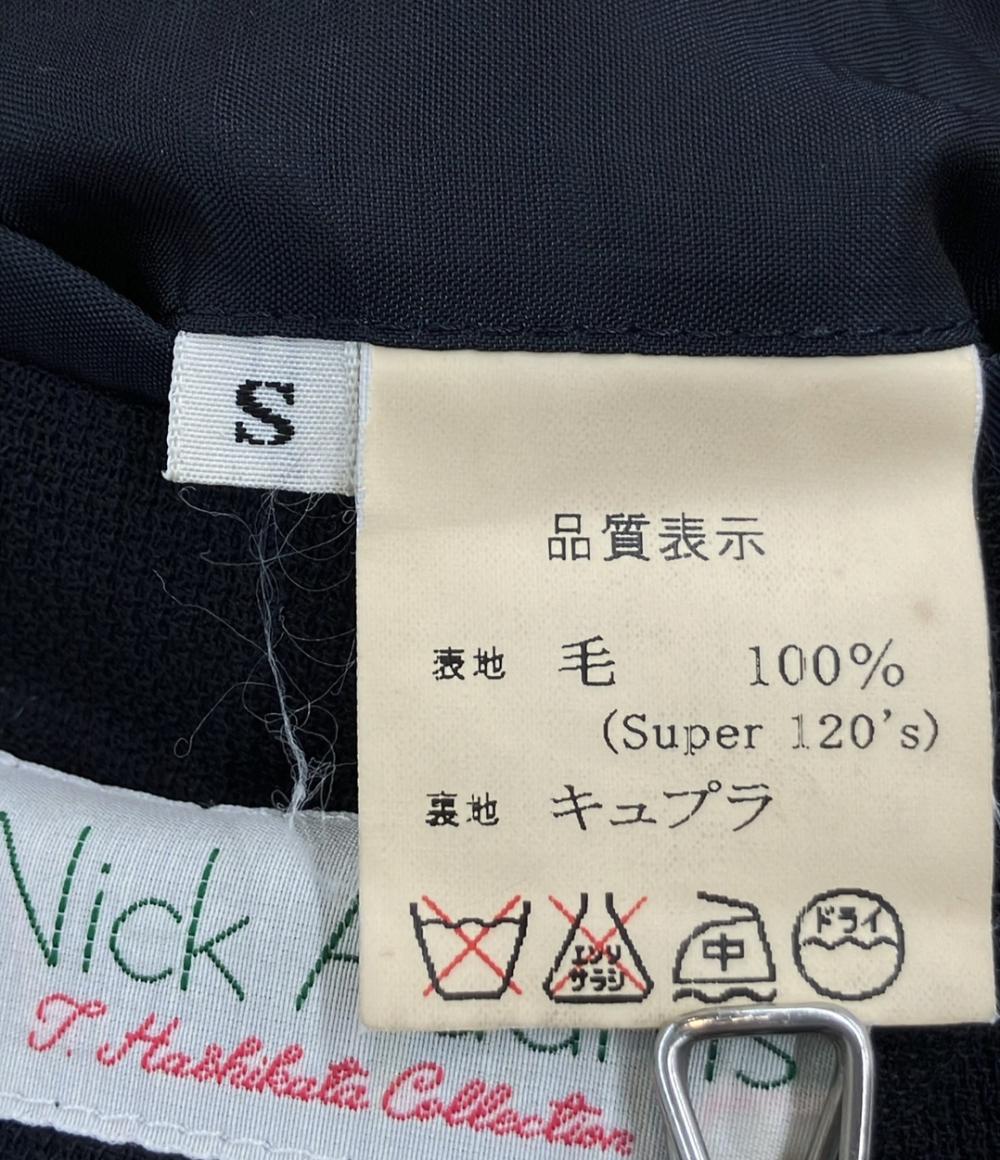 S
品質表示
表地 毛 100%
(Super 120's)
裏地 キュプラ
エンソ
サラシ
中
ドライ
Nick
T. Hashikata Collection